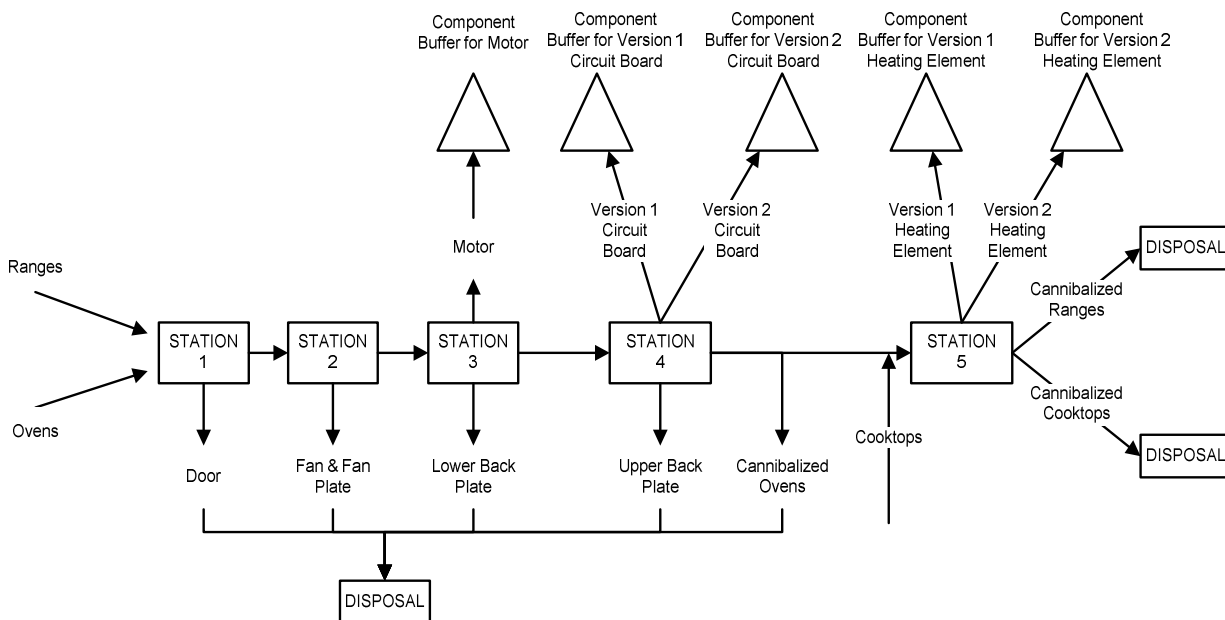 Component
Buffer for Motor
Component
Buffer for Version 1
Circuit Board
Component
Buffer for Version 2
Circuit Board
Component
Buffer for Version 1
Heating Element
Component
Buffer for Version 2
Heating Element
Motor
Version 1
Circuit
Board
Version 2
Circuit
Board
Version 1
Heating
Element
Version 2
Heating
Element
Ranges
Ovens
STATION
1
STATION
2
STATION
3
STATION
4
STATION
5
Cannibalized
Ranges
DISPOSAL
Cannibalized
Cooktops
DISPOSAL
Door
Fan & Fan
Plate
Lower Back
Plate
Upper Back
Plate
Cannibalized
Ovens
Cooktops
DISPOSAL